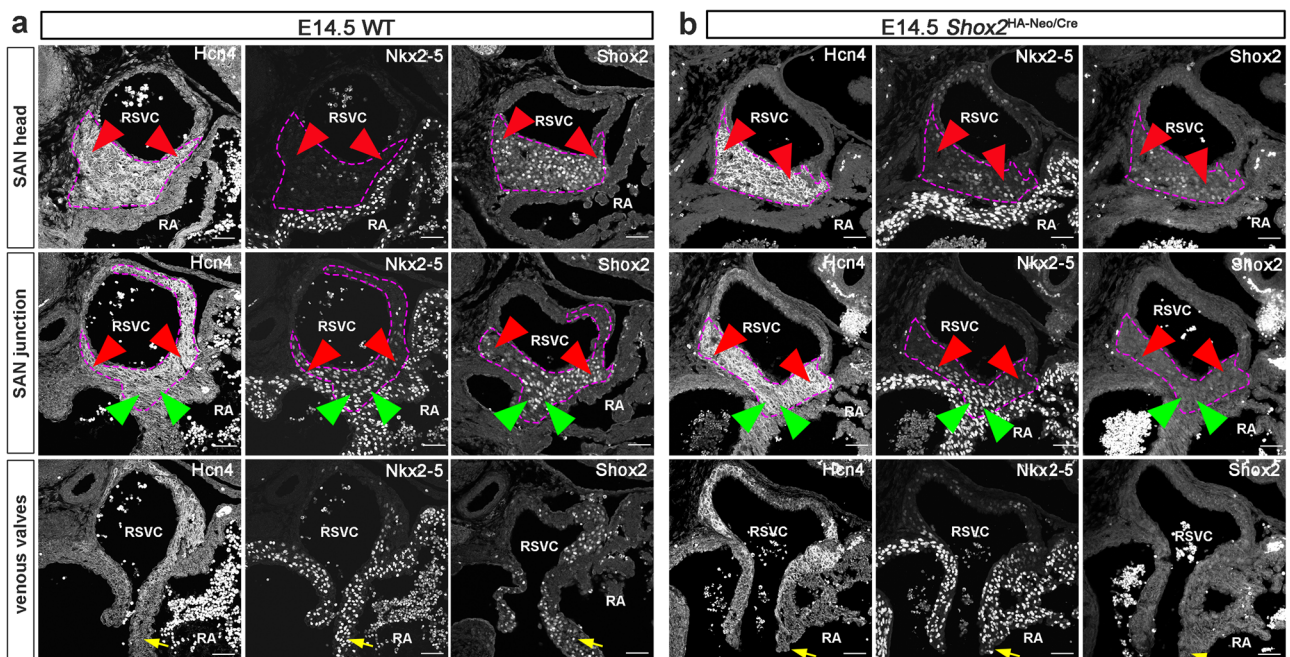 a
E14.5 WT
b
E14.5 Shox2HA-Neo/Cre
SAN head
Hcn4
RSVC
RA
Nkx2-5
RSVC
RA
Shox2
RSVC
RA
Hcn4
RSVC
RA
Nkx2-5
RSVC
RA
Shox2
RSVC
RA
SAN junction
Hcn4
RSVC
RA
Nkx2-5
RSVC
RA
Shox2
RSVC
RA
Hcn4
RSVC
RA
Nkx2-5
RSVC
RA
Shox2
RSVC
RA
venous valves
Hcn4
RSVC
RA
Nkx2-5
RSVC
RA
Shox2
RSVC
RA
Hcn4
RSVC
RA
Nkx2-5
RSVC
RA
Shox2
RSVC
RA